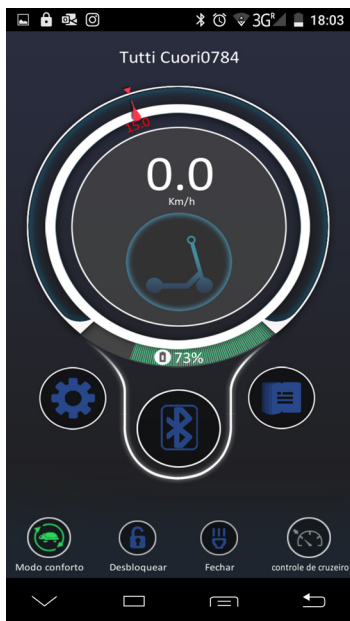 3G R 18:03
Tutti Cuori0784
15.0
0.0
Km/h
73%
Modo conforto Desbloquear Fechar controle de cruzeiro